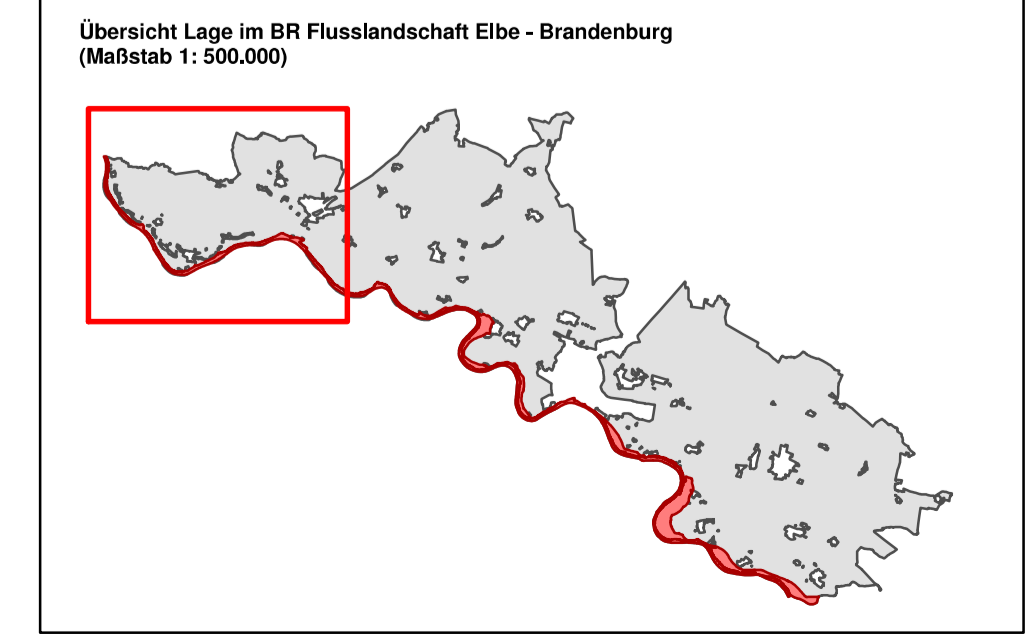 Übersicht Lage im BR Flusslandschaft Elbe - Brandenburg
(Maßstab 1: 500.000)